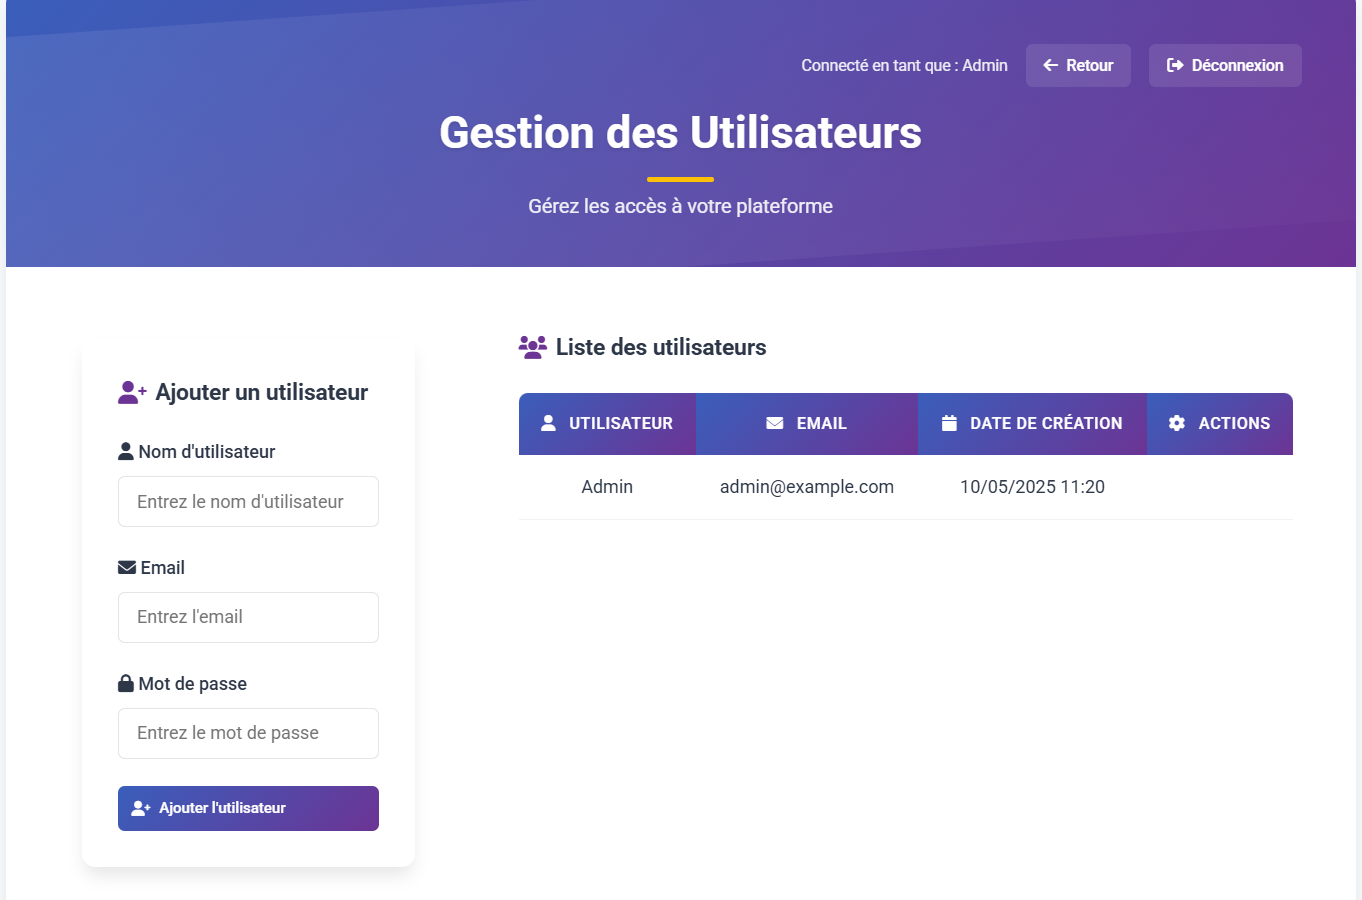 Connecté en tant que : Admin
Retour
Déconnexion
Gestion des Utilisateurs
Gérez les accès à votre plateforme
Ajouter un utilisateur
Nom d'utilisateur
Entrez le nom d'utilisateur
Email
Entrez l'email
Mot de passe
Entrez le mot de passe
Ajouter l'utilisateur
Liste des utilisateurs
UTILISATEUR EMAIL DATE DE CRÉATION ACTIONS
Admin admin@example.com 10/05/2025 11:20